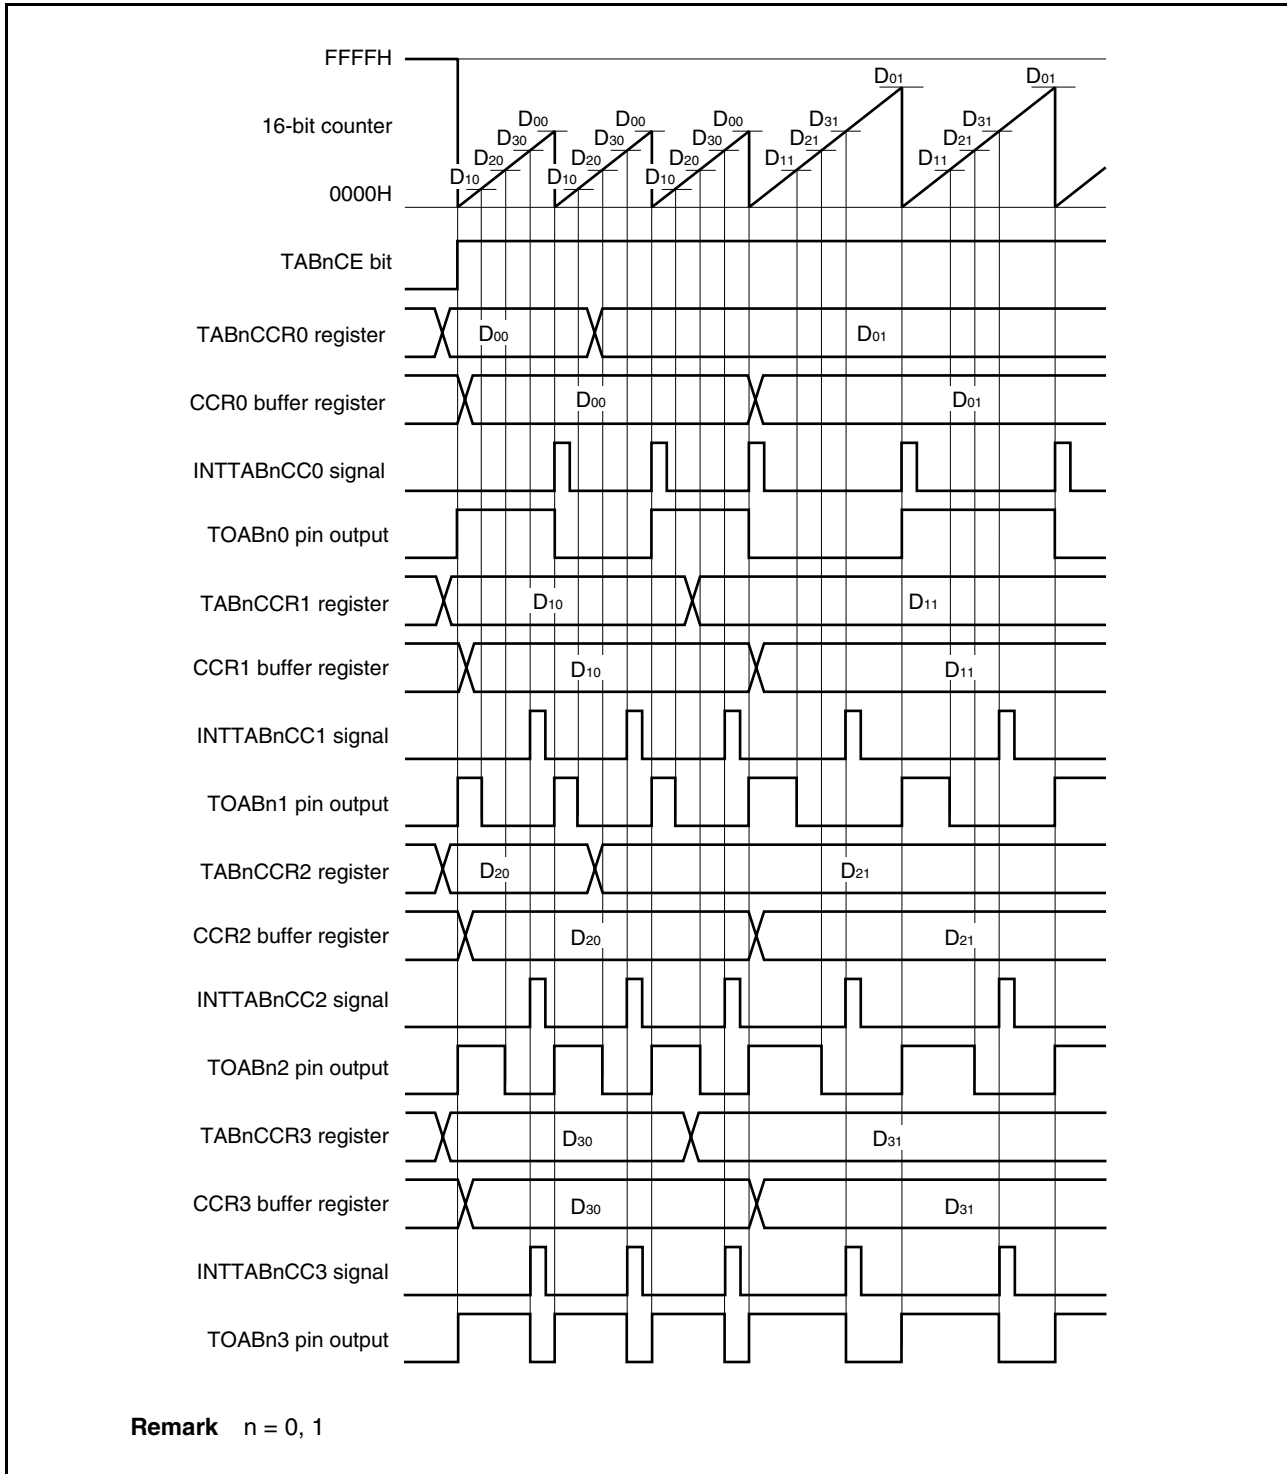 FFFFH
D01 D01
D00 D00 D00 D31 D31
16-bit counter
D30 D30 D30 D21 D21
D20 D20 D20 D11 D11
D10 D10 D10
0000H
TABnCE bit
TABnCCR0 register D00 D01
CCR0 buffer register D00 D01
INTTABnCC0 signal
TOABn0 pin output
TABnCCR1 register D10 D11
CCR1 buffer register D10 D11
INTTABnCC1 signal
TOABn1 pin output
TABnCCR2 register D20 D21
CCR2 buffer register D20 D21
INTTABnCC2 signal
TOABn2 pin output
TABnCCR3 register D30 D31
CCR3 buffer register D30 D31
INTTABnCC3 signal
TOABn3 pin output
Remark n = 0, 1